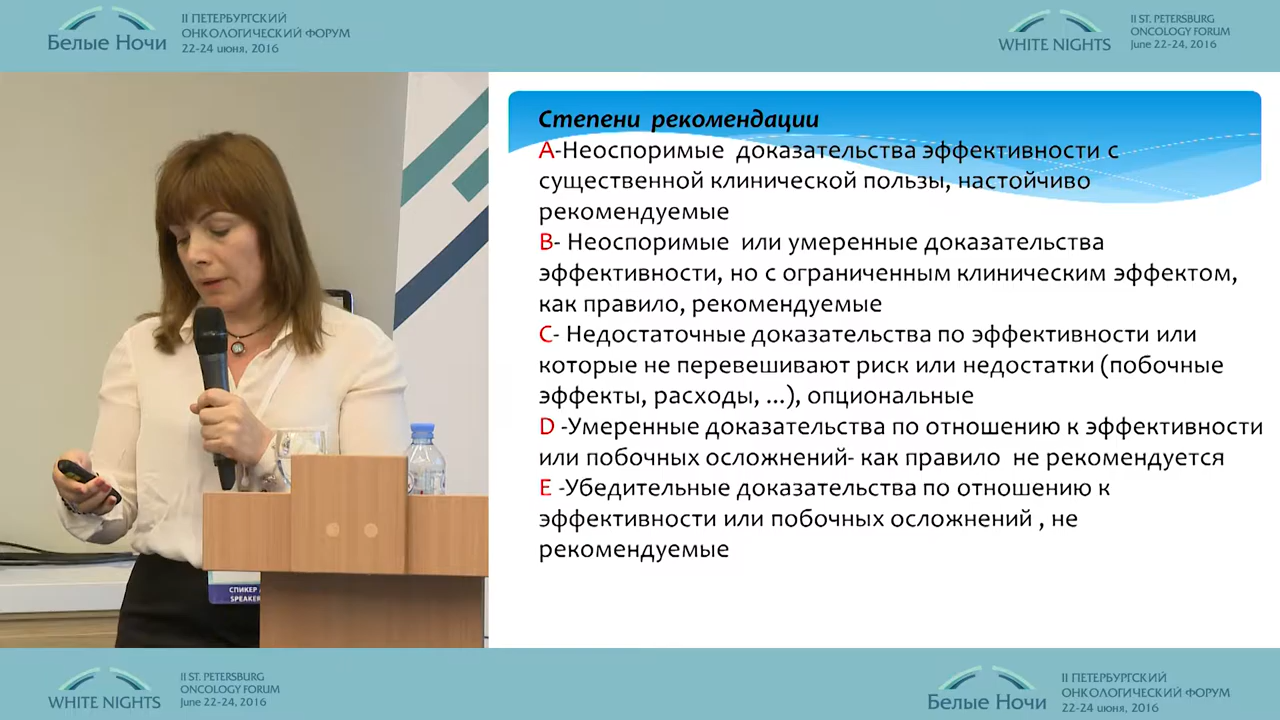 Белые Ночи
II ПЕТЕРБУРГСКИЙ
ОНКОЛОГИЧЕСКИЙ ФОРУМ
22-24 июня, 2016
WHITE NIGHTS
II ST. PETERSBURG
ONCOLOGY FORUM
June 22-24, 2016
Степени рекомендации
A-Неоспоримые доказательства эффективности с
существенной клинической пользы, настойчиво
рекомендуемые
B- Неоспоримые или умеренные доказательства
эффективности, но с ограниченным клиническим эффектом,
как правило, рекомендуемые
C- Недостаточные доказательства по эффективности или
которые не перевешивают риск или недостатки (побочные
эффекты, расходы, ...), опциональные
D -Умеренные доказательства по отношению к эффективности
или побочных осложнений- как правило не рекомендуется
E -Убедительные доказательства по отношению к
эффективности или побочных осложнений , не
рекомендуемые
СПИКЕР
SPEAKER
WHITE NIGHTS
II ST. PETERSBURG
ONCOLOGY FORUM
June 22-24, 2016
Белые Ночи
II ПЕТЕРБУРГСКИЙ
ОНКОЛОГИЧЕСКИЙ ФОРУМ
22-24 июня, 2016